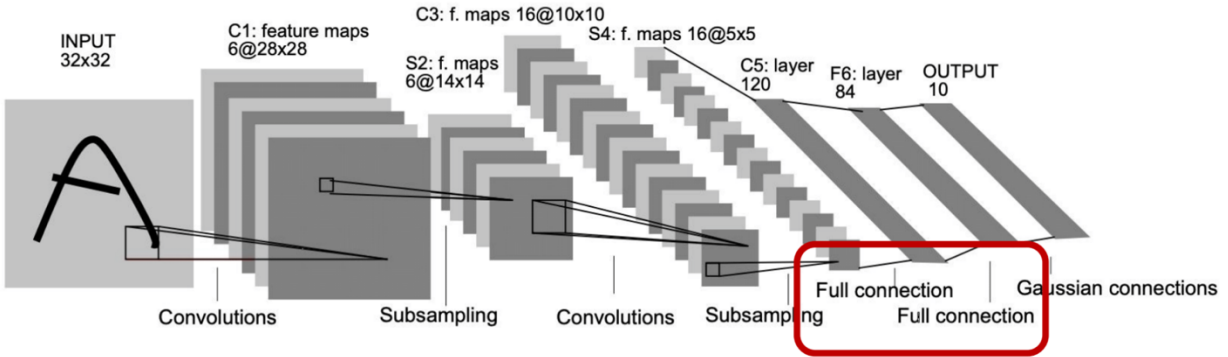 INPUT
32x32
C1: feature maps
6@28x28
S2: f. maps
6@14x14
C3: f. maps 16@10x10
S4: f. maps 16@5x5
C5: layer
120
F6: layer
84
OUTPUT
10
Convolutions
Subsampling
Convolutions
Subsampling
Full connection
Full connection
Gaussian connections